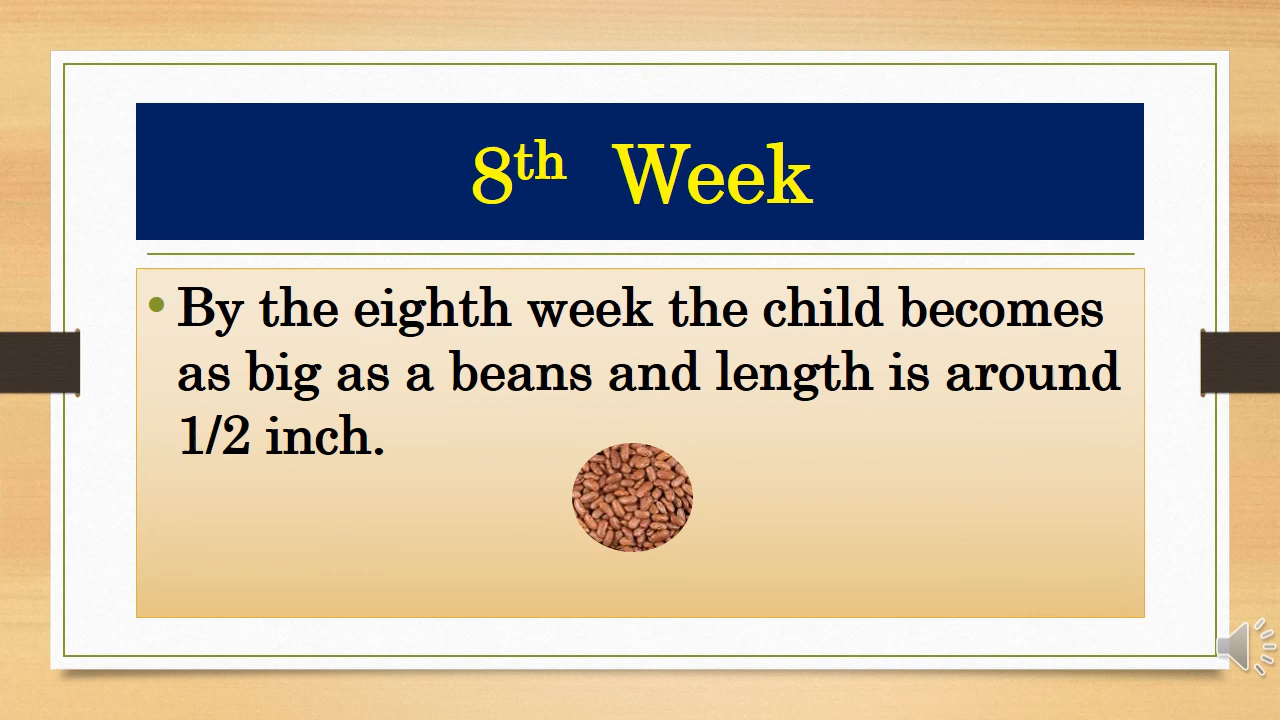 8th Week
• By the eighth week the child becomes
as big as a beans and length is around
1/2 inch.